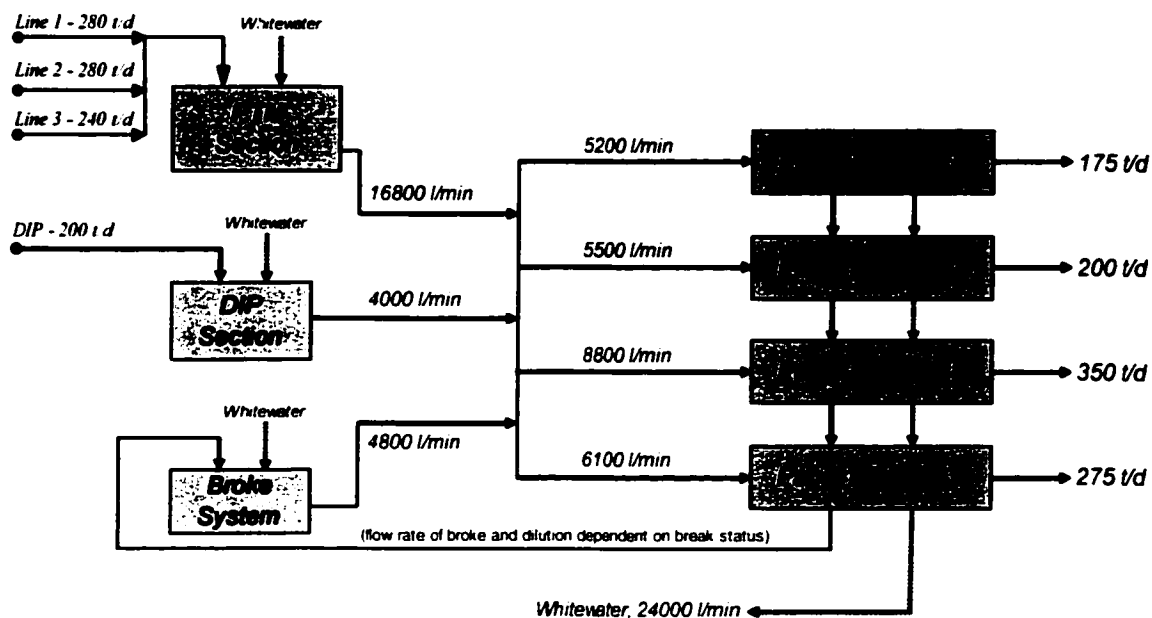 Line 1 - 280 t/d
Whitewater
Line 2 - 280 t/d
Line 3 - 240 t/d
Section
5200 l/min
175 t/d
16800 l/min
DIP - 200 t d
Whitewater
5500 l/min
200 t/d
DIP
Section
4000 l/min
8800 l/min
350 t/d
Whitewater
4800 l/min
6100 l/min
275 t/d
Broke
System
(flow rate of broke and dilution dependent on break status)
Whitewater, 24000 l/min